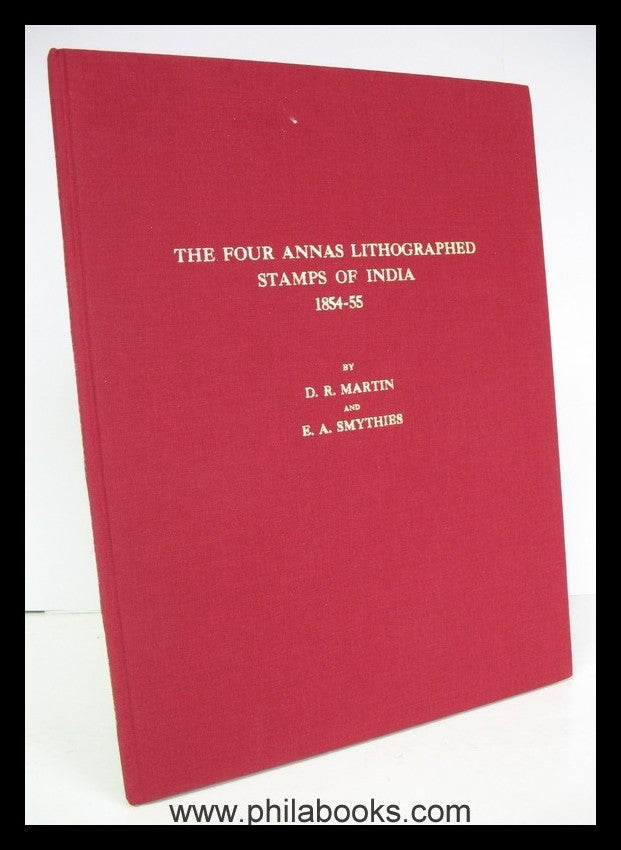 THE FOUR ANNAS LITHOGRAPHED
STAMPS OF INDIA
1854-55
BY
D. R. MARTIN
AND
E. A. SMYTHIES
www.philabooks.com